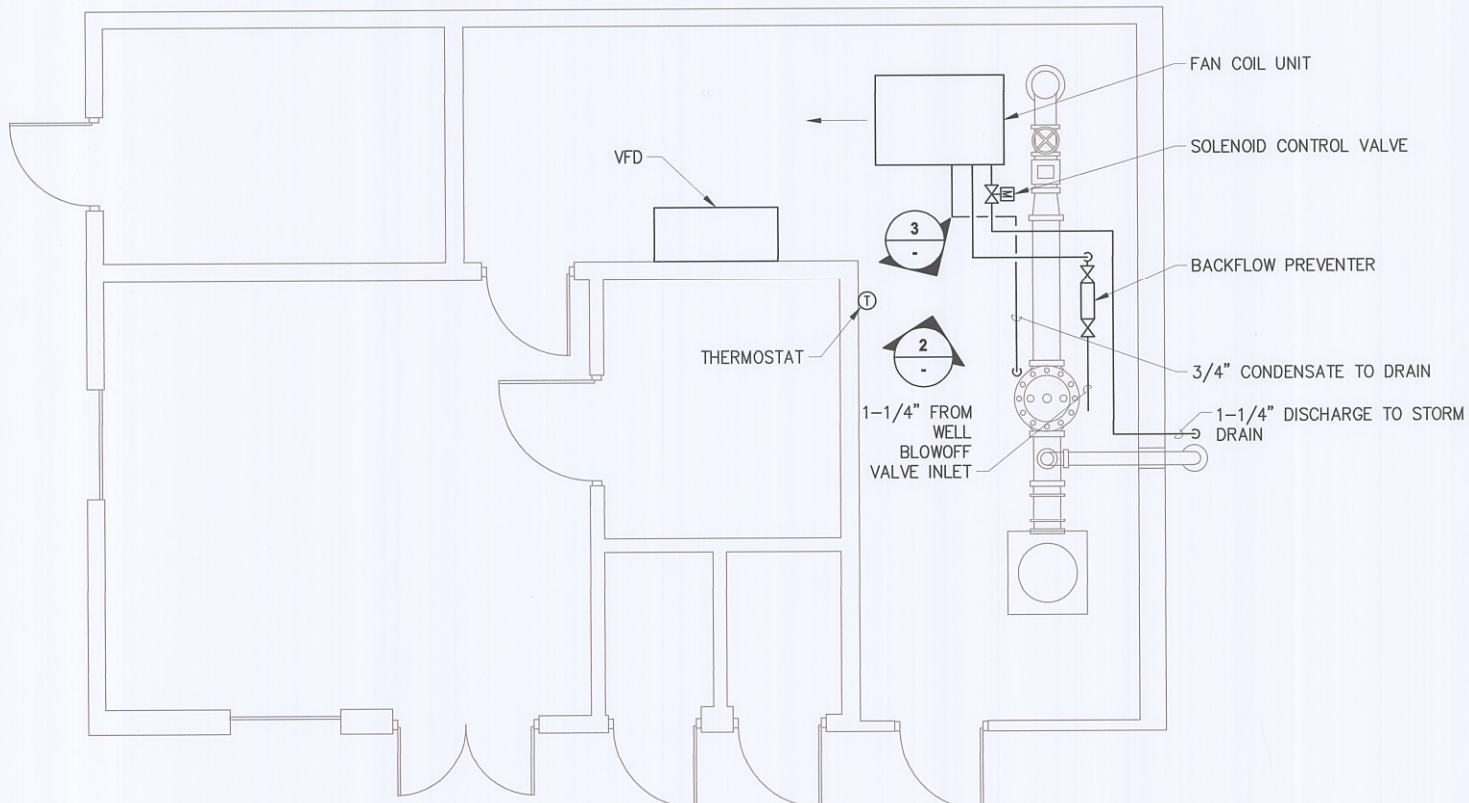 FAN COIL UNIT
SOLENOID CONTROL VALVE
VFD
3
-
BACKFLOW PREVENTER
T
THERMOSTAT
2
-
3/4" CONDENSATE TO DRAIN
1-1/4" FROM
WELL
BLOWOFF
VALVE INLET
1-1/4" DISCHARGE TO STORM
DRAIN
M